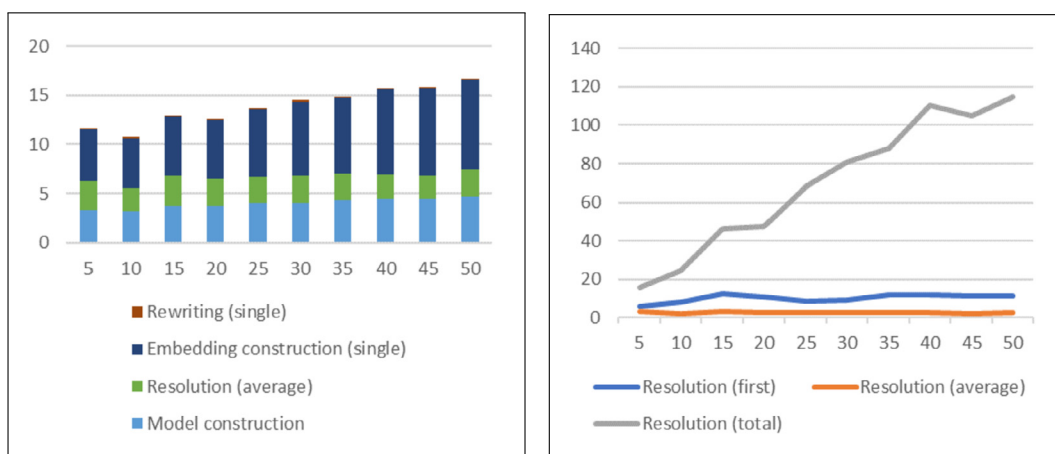 20
15
10
5
0
5 10 15 20 25 30 35 40 45 50
Rewriting (single)
Embedding construction (single)
Resolution (average)
Model construction
140
120
100
80
60
40
20
0
5 10 15 20 25 30 35 40 45 50
Resolution (first) Resolution (average)
Resolution (total)